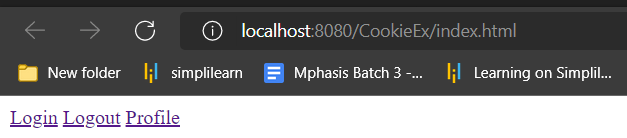 localhost:8080/CookieEx/index.html
New folder simplilearn Mphasis Batch 3 -... Learning on Simplil...
Login Logout Profile